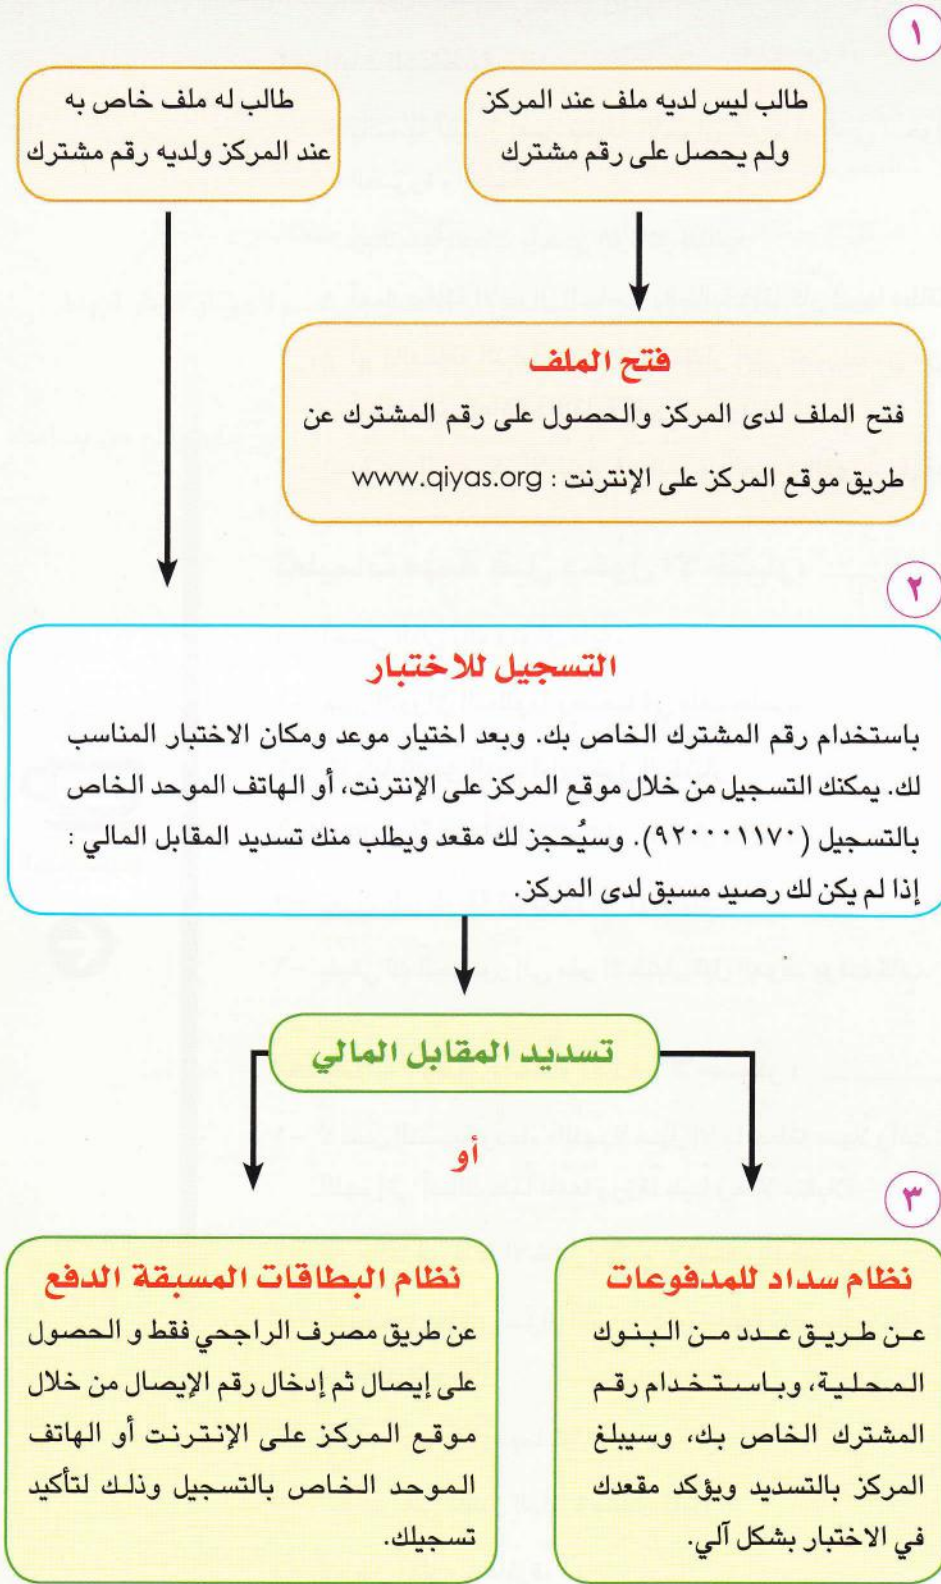 ١
طالب ليس لديه ملف عند المركز
ولم يحصل على رقم مشترك
طالب له ملف خاص به
عند المركز ولديه رقم مشترك
فتح الملف
فتح الملف لدى المركز والحصول على رقم المشترك عن
طريق موقع المركز على الإنترنت : www.qiyas.org
٢
التسجيل للاختبار
باستخدام رقم المشترك الخاص بك. وبعد اختيار موعد ومكان الاختبار المناسب
لك. يمكنك التسجيل من خلال موقع المركز على الإنترنت، أو الهاتف الموحد الخاص
بالتسجيل (٩٢٠٠٠١١٧٠). وسيُحجز لك مقعد ويطلب منك تسديد المقابل المالي :
إذا لم يكن لك رصيد مسبق لدى المركز.
تسديد المقابل المالي
أو
٣
نظام سداد للمدفوعات
عن طريق عدد من البنوك
المحلية، وباستخدام رقم
المشترك الخاص بك، وسيبلغ
المركز بالتسديد ويؤكد مقعدك
في الاختبار بشكل آلي.
نظام البطاقات المسبقة الدفع
عن طريق مصرف الراجحي فقط و الحصول
على إيصال ثم إدخال رقم الإيصال من خلال
موقع المركز على الإنترنت أو الهاتف
الموحد الخاص بالتسجيل وذلك لتأكيد
تسجيلك.